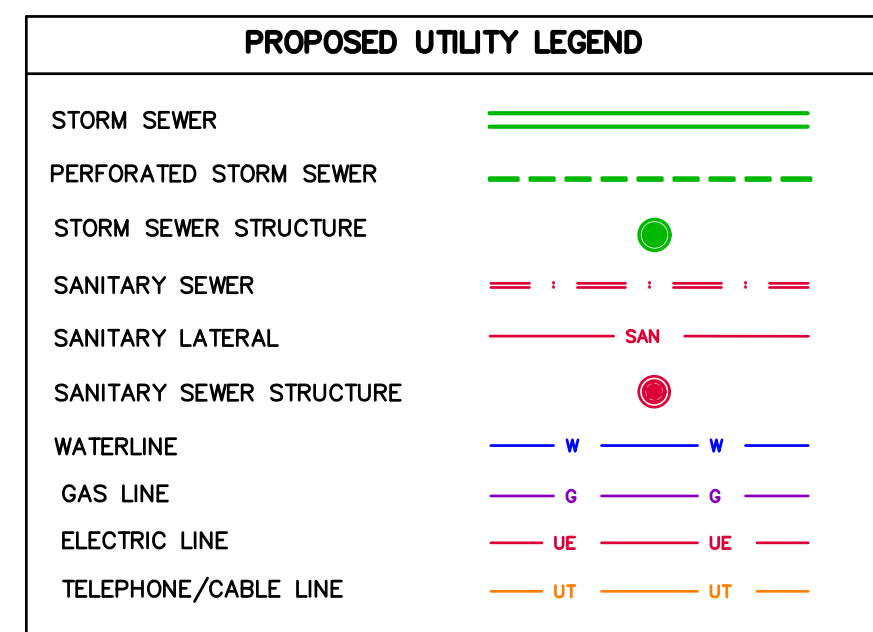 PROPOSED UTILITY LEGEND
STORM SEWER
PERFORATED STORM SEWER
STORM SEWER STRUCTURE
SANITARY SEWER
SANITARY LATERAL SAN
SANITARY SEWER STRUCTURE
WATERLINE W W
GAS LINE G G
ELECTRIC LINE UE UE
TELEPHONE/CABLE LINE UT UT